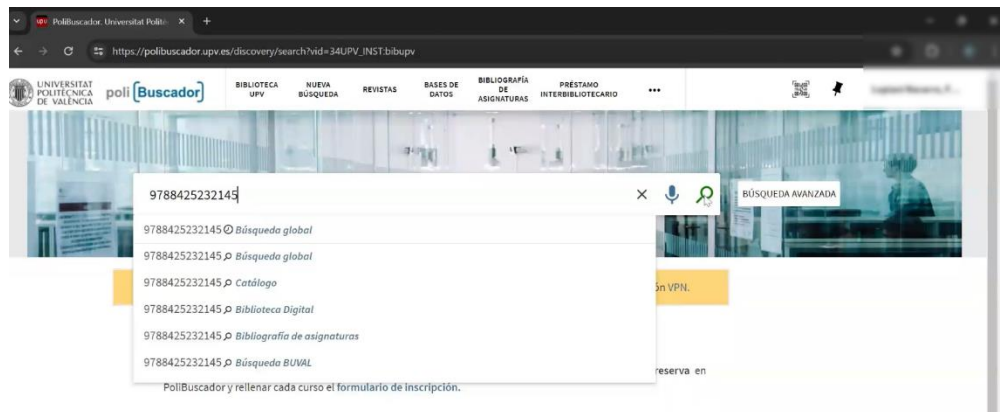 PoliBuscador. Universitat Polité
https://polibuscador.upv.es/discovery/search?vid=34UPV_INST:bibupv
UNIVERSITAT
POLITÈCNICA
DE VALÈNCIA
poli [Buscador]
BIBLIOTECA
UPV
NUEVA
BÚSQUEDA
REVISTAS
BASES DE
DATOS
BIBLIOGRAFÍA
DE
ASIGNATURAS
PRÉSTAMO
INTERBIBLIOTECARIO
9788425232145
BÚSQUEDA AVANZADA
9788425232145 Búsqueda global
9788425232145 Búsqueda global
9788425232145 Catálogo
9788425232145 Biblioteca Digital
ón VPN.
9788425232145 Bibliografía de asignaturas
9788425232145 Búsqueda BUVAL
reserva en
PoliBuscador y rellenar cada curso el formulario de inscripción.